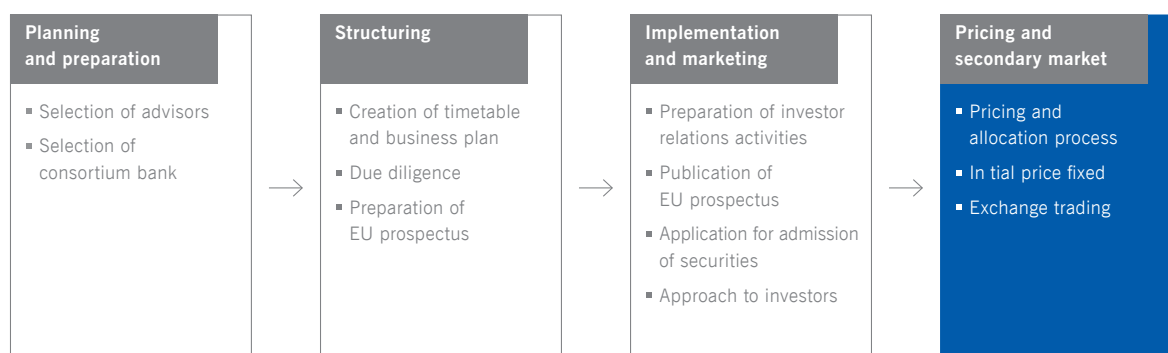 Planning
and preparation
▪ Selection of advisors
▪ Selection of
consortium bank
Structuring
▪ Creation of timetable
and business plan
▪ Due diligence
▪ Preparation of
EU prospectus
Implementation
and marketing
▪ Preparation of investor
relations activities
▪ Publication of
EU prospectus
▪ Application for admission
of securities
▪ Approach to investors
Pricing and
secondary market
▪ Pricing and
allocation process
▪ In tial price fixed
▪ Exchange trading